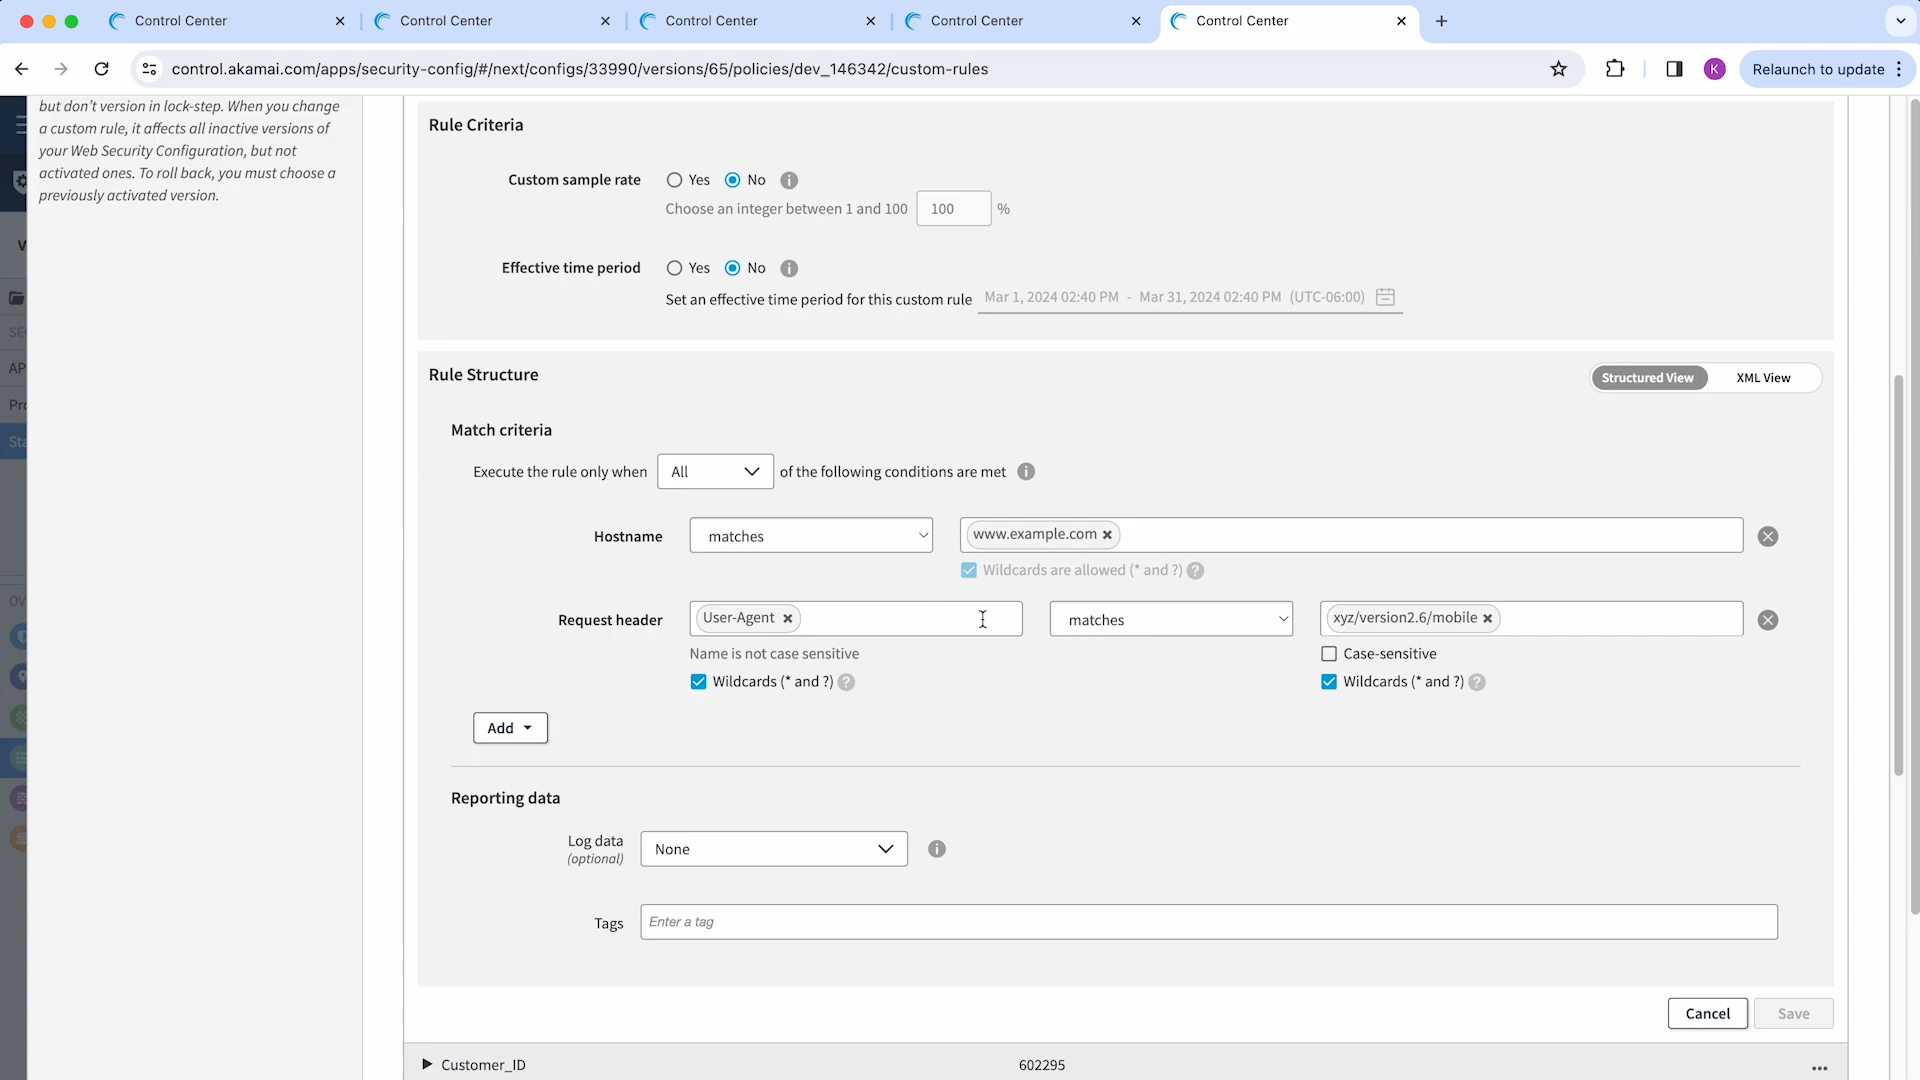 Control Center
Control Center
Control Center
Control Center
Control Center
control.akamai.com/apps/security-config/#/next/configs/33990/versions/65/policies/dev_146342/custom-rules
K
Relaunch to update
but don't version in lock-step. When you change
a custom rule, it affects all inactive versions of
your Web Security Configuration, but not
activated ones. To roll back, you must choose a
previously activated version.
Rule Criteria
Custom sample rate Yes No
Choose an integer between 1 and 100 100 %
Effective time period Yes No
Set an effective time period for this custom rule Mar 1, 2024 02:40 PM - Mar 31, 2024 02:40 PM (UTC-06:00)
Rule Structure
Structured View XML View
Match criteria
Execute the rule only when All of the following conditions are met
Hostname matches www.example.com
Wildcards are allowed (* and ?)
Request header User-Agent matches xyz/version2.6/mobile
Name is not case sensitive Case-sensitive
Wildcards (* and ?) Wildcards (* and ?)
Add
Reporting data
Log data
(optional)
None
Tags Enter a tag
Cancel Save
Customer_ID 602295